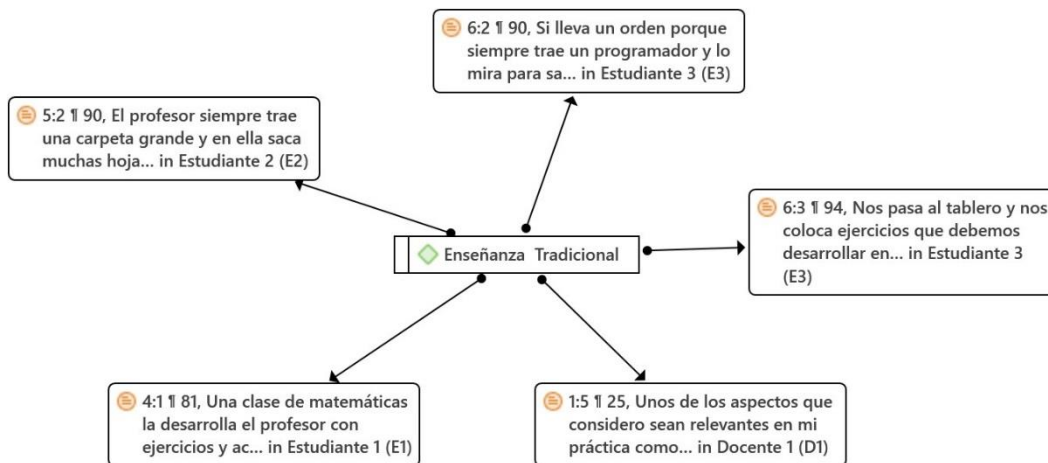 6:2 ¶ 90, Si lleva un orden porque
siempre trae un programador y lo
mira para sa... in Estudiante 3 (E3)
5:2 ¶ 90, El profesor siempre trae
una carpeta grande y en ella saca
muchas hoja... in Estudiante 2 (E2)
6:3 ¶ 94, Nos pasa al tablero y nos
coloca ejercicios que debemos
desarrollar en... in Estudiante 3
(E3)
Enseñanza Tradicional
4:1 ¶ 81, Una clase de matemáticas
la desarrolla el profesor con
ejercicios y ac... in Estudiante 1 (E1)
1:5 ¶ 25, Unos de los aspectos que
considero sean relevantes en mi
práctica como... in Docente 1 (D1)